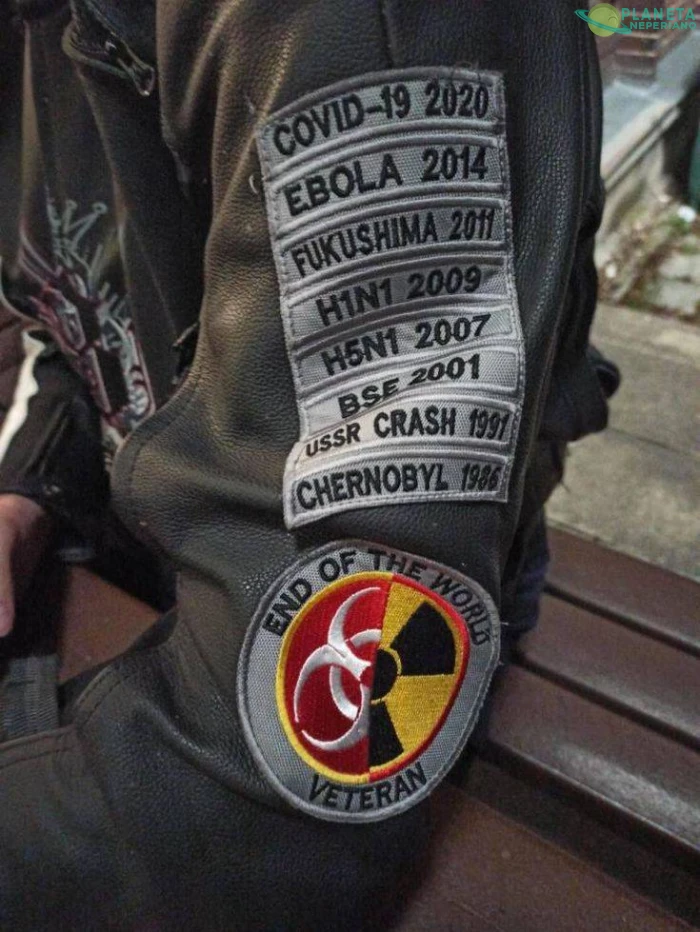 PLANETA
NEPERIANO
COVID-19 2020
EBOLA 2014
FUKUSHIMA 2011
H1N1 2009
H5N1 2007
BSE 2001
USSR CRASH 1991
CHERNOBYL 1986
END OF THE WORLD
VETERAN